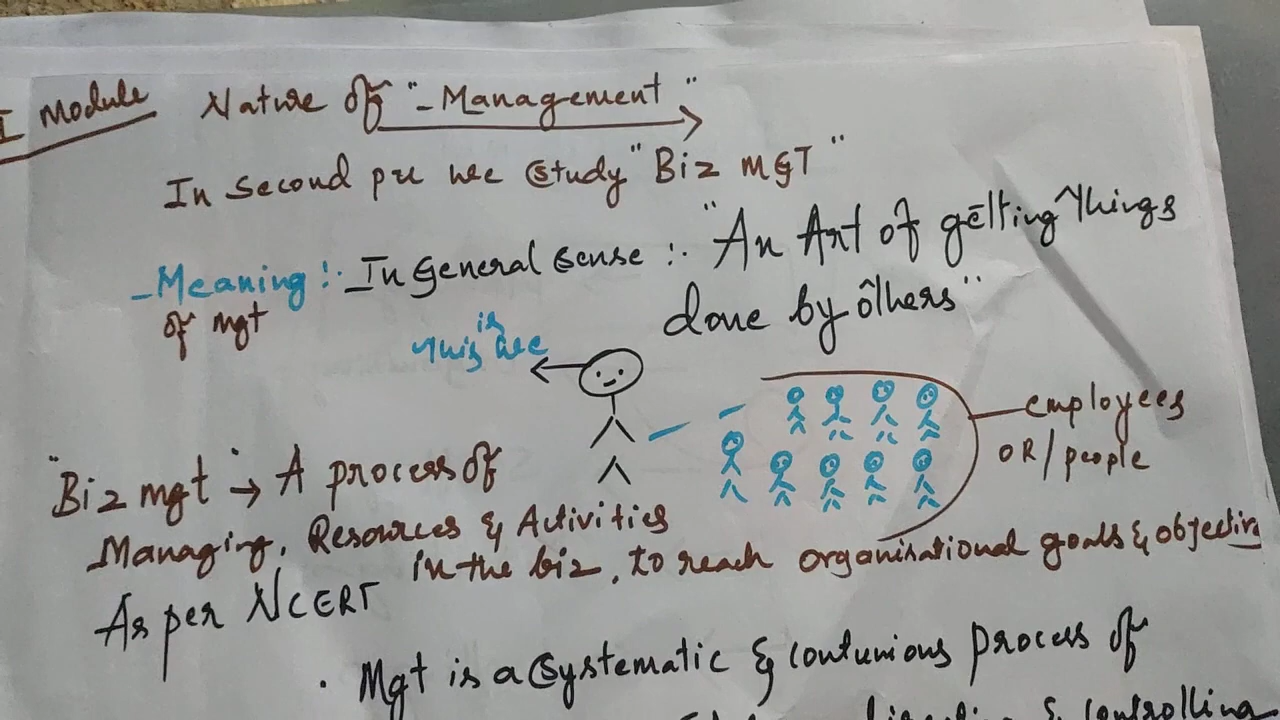 I Module Nature of "Management"
In Second pu we study "Biz MGT"
Meaning :- In General sense :- "An Art of getting things
of mgt
done by others"
is
this we
employees
OR/people
"Biz mgt" → A process of
Managing, Resources & Activities
in the biz, to reach organisational goals & objectiv
As per NCERT
• Mgt is a systematic & contunious process of
& controlling